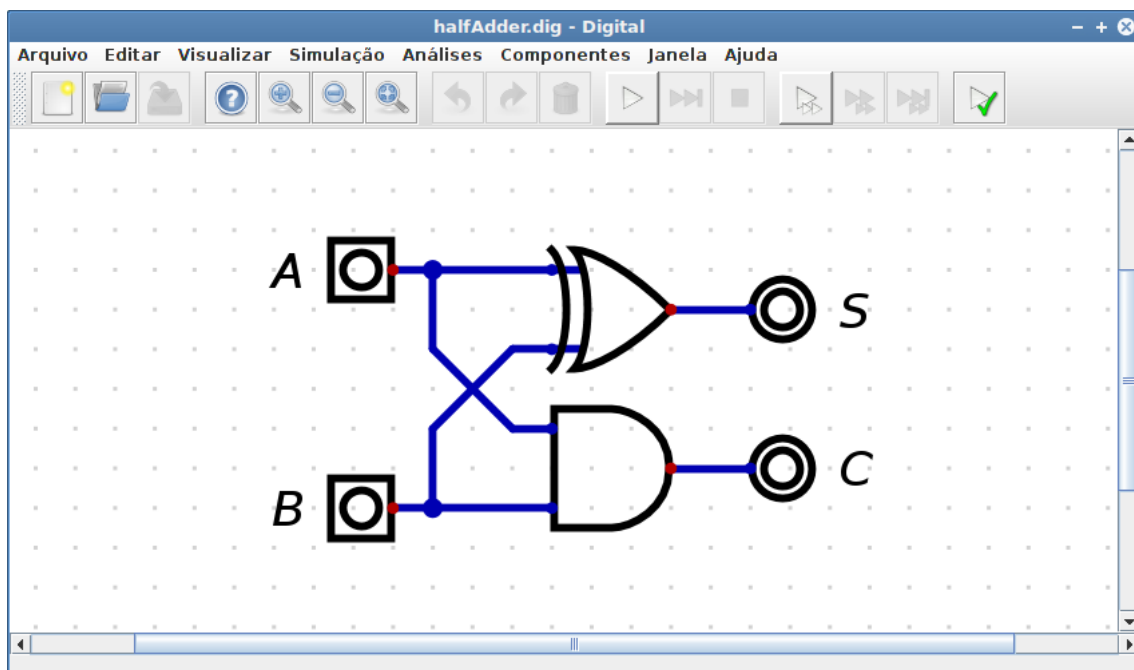 halfAdder.dig - Digital
Arquivo Editar Visualizar Simulação Análises Componentes Janela Ajuda
?
A
S
B
C